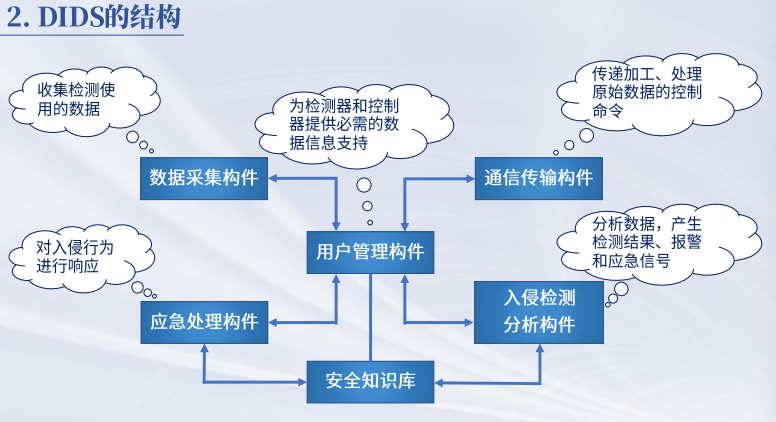 2. DIDS的结构
收集检测使
用的数据
为检测器和控制
器提供必需的数
据信息支持
传递加工、处理
原始数据的控制
命令
数据采集构件
通信传输构件
对入侵行为
进行响应
用户管理构件
分析数据，产生
检测结果、报警
和应急信号
应急处理构件
入侵检测
分析构件
安全知识库